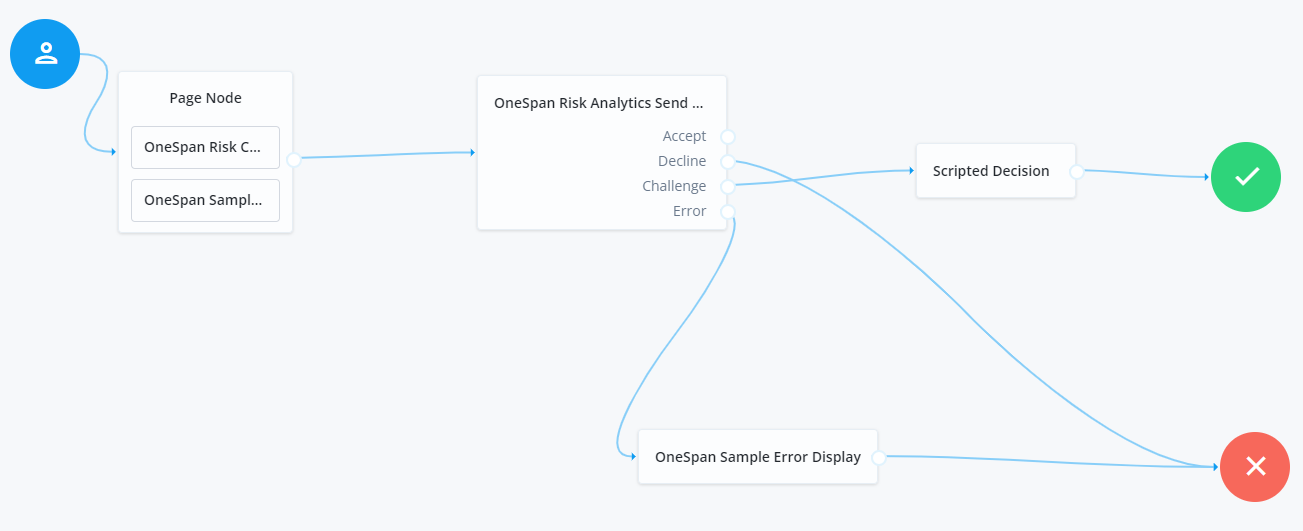 Page Node
OneSpan Risk C...
OneSpan Sampl...
OneSpan Risk Analytics Send ...
Accept
Decline
Challenge
Error
Scripted Decision
OneSpan Sample Error Display